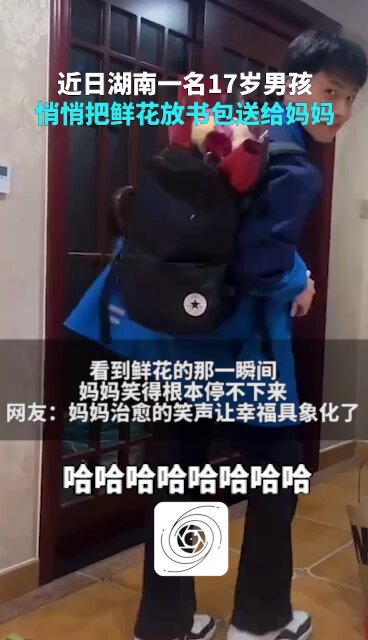 近日湖南一名17岁男孩
悄悄把鲜花放书包送给妈妈
看到鲜花的那一瞬间
妈妈笑得根本停不下来
网友：妈妈治愈的笑声让幸福具象化了
哈哈哈哈哈哈哈哈